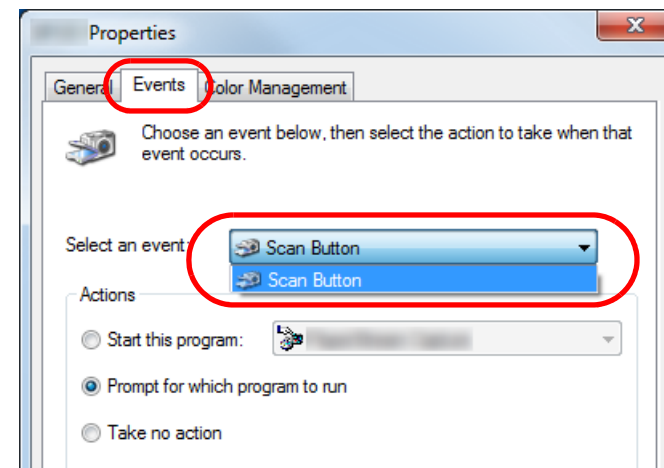 Properties
General Events Color Management
Choose an event below, then select the action to take when that
event occurs.
Select an event: Scan Button
Scan Button
Actions
Start this program:
Prompt for which program to run
Take no action